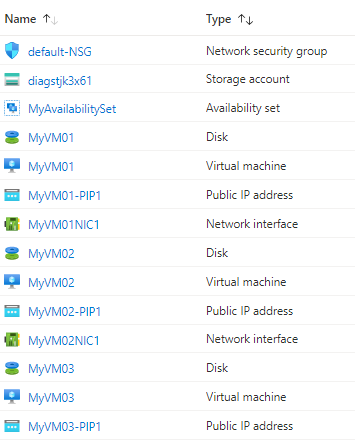 Name ↑↓ Type ↑↓
default-NSG Network security group
diagstjk3x61 Storage account
MyAvailabilitySet Availability set
MyVM01 Disk
MyVM01 Virtual machine
MyVM01-PIP1 Public IP address
MyVM01NIC1 Network interface
MyVM02 Disk
MyVM02 Virtual machine
MyVM02-PIP1 Public IP address
MyVM02NIC1 Network interface
MyVM03 Disk
MyVM03 Virtual machine
MyVM03-PIP1 Public IP address